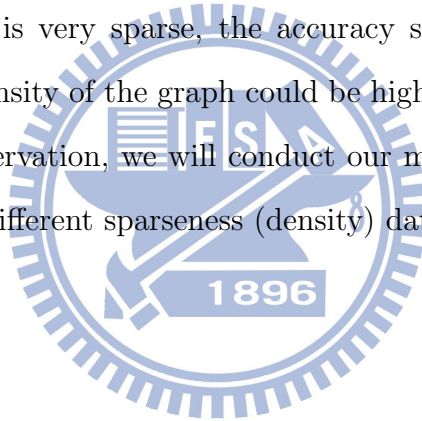 is very sparse, the accuracy s
nsity of the graph could be high
ervation, we will conduct our m
ifferent sparseness (density) dat
E S A
1896